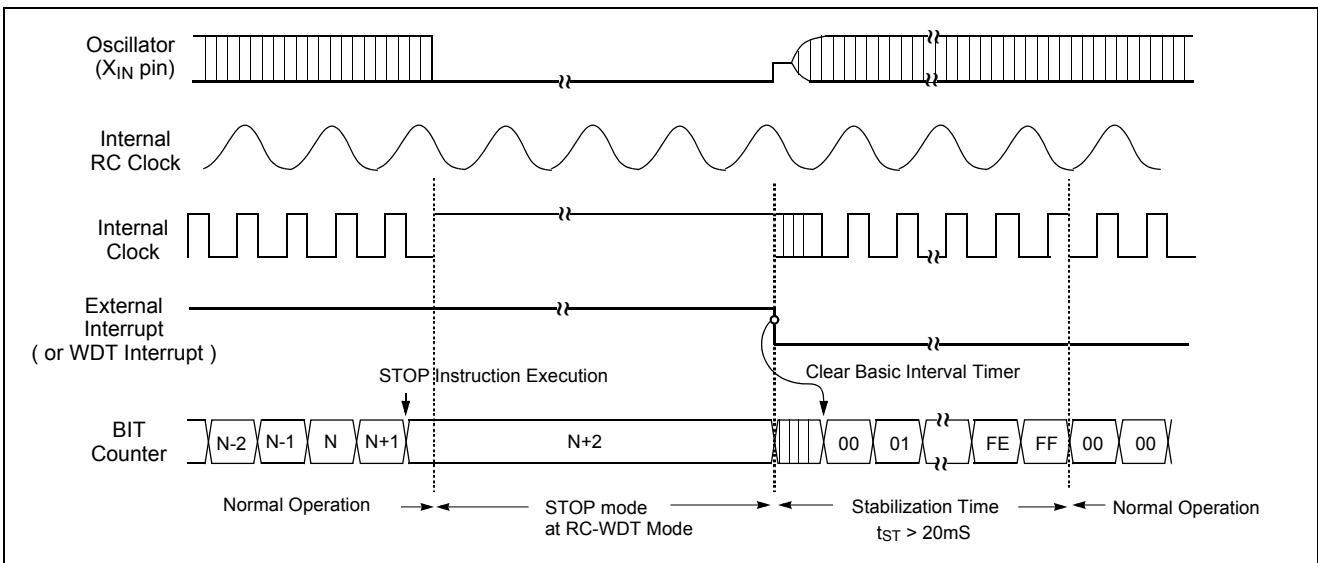 Oscillator
(XIN pin)
Internal
RC Clock
Internal
Clock
External
Interrupt
( or WDT Interrupt )
STOP Instruction Execution
Clear Basic Interval Timer
BIT
Counter
N-2 N-1 N N+1 N+2 00 01 FE FF 00 00
Normal Operation
STOP mode
at RC-WDT Mode
Stabilization Time
tST > 20mS
Normal Operation